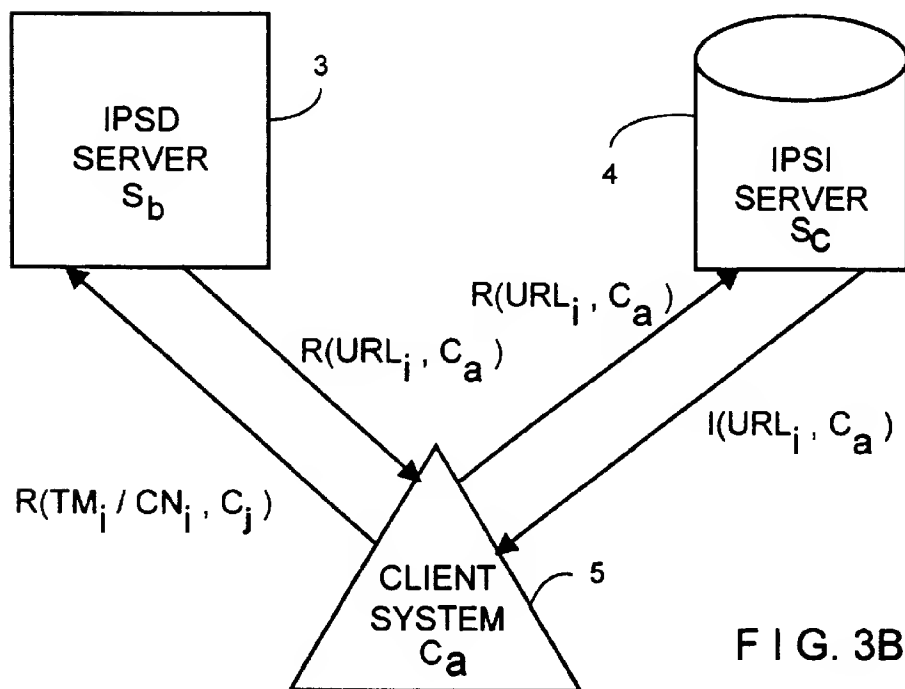 3
IPSD
SERVER
Sb
4
IPSI
SERVER
Sc
R(URLi , Ca )
R(URLi , Ca )
I(URLi , Ca )
R(TMi / CNi , Cj )
5
CLIENT
SYSTEM
Ca
F I G. 3B